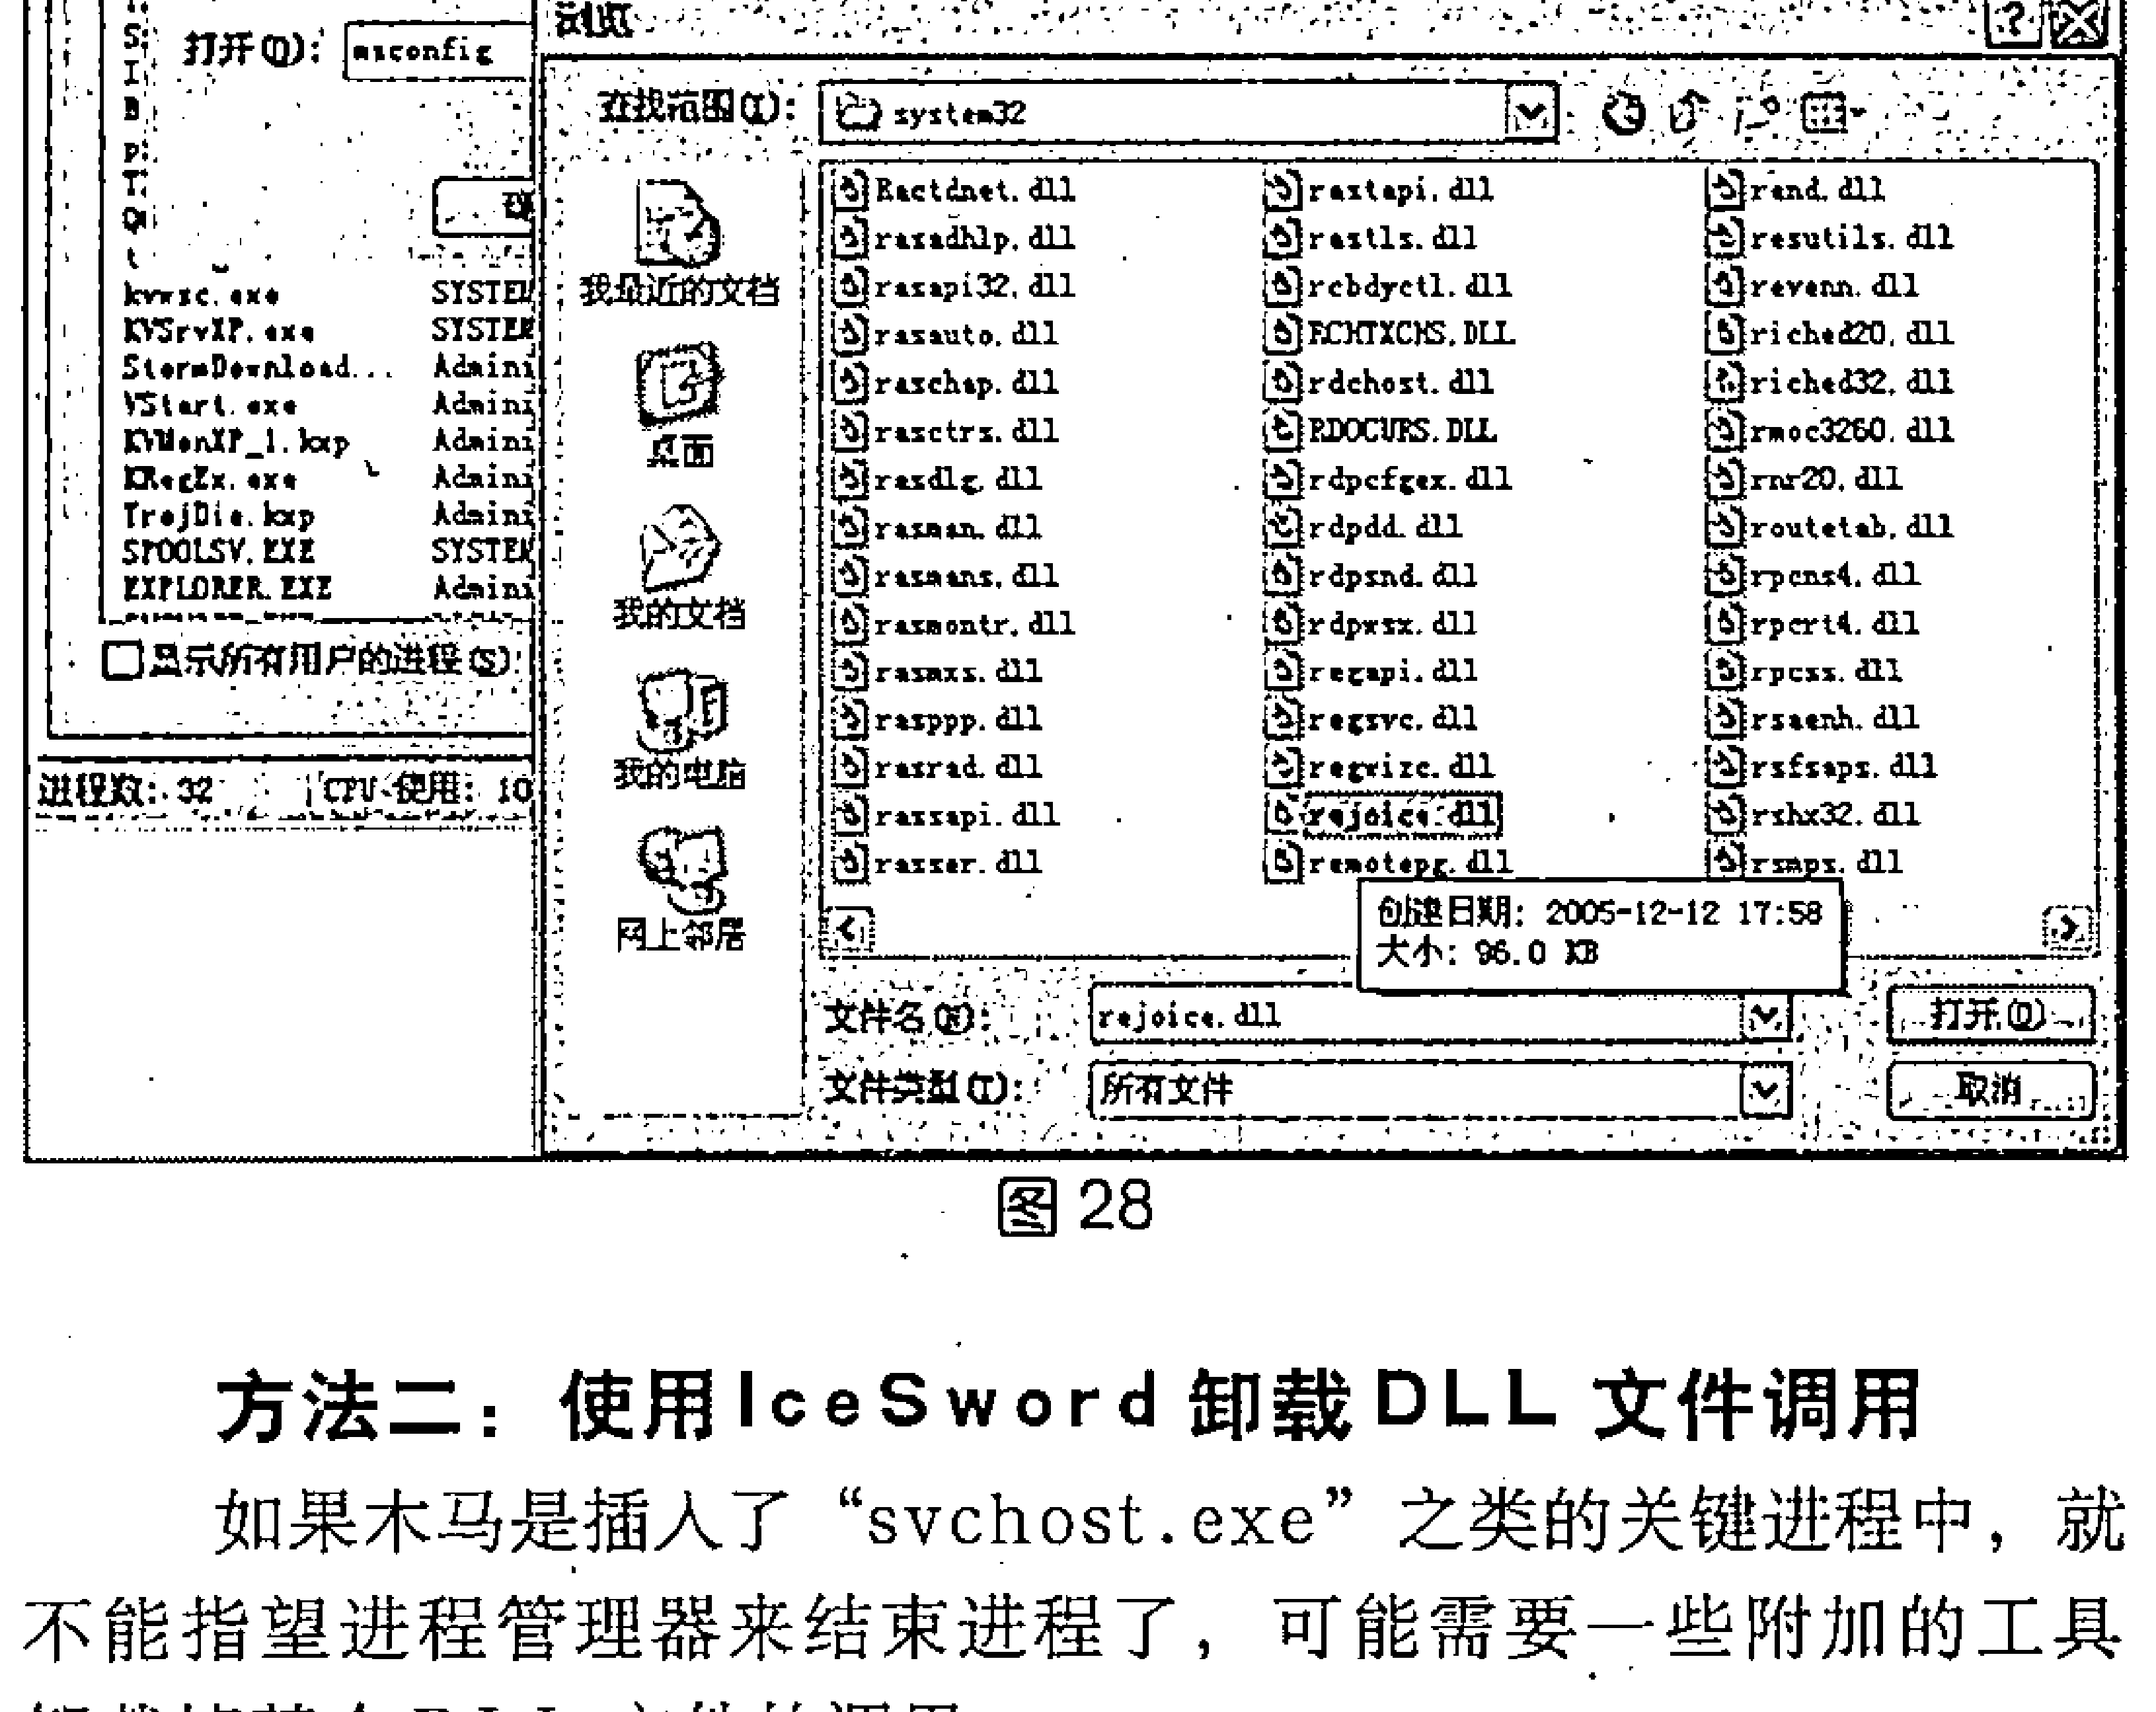 浏览
打开(O): msconfig
查找范围(I): system32
kvwsc.exe SYSTEM
KVSrvXP.exe SYSTEM
StormDownload... Admini
VStart.exe Admini
KVMonXP_1.kxp Admini
KRegEx.exe Admini
TrojDie.kxp Admini
SPOOLSV.EXE SYSTEM
EXPLORER.EXE Admini
显示所有用户的进程(S)
进程数: 32 CPU 使用: 10
我最近的文档
桌面
我的文档
我的电脑
网上邻居
Ractdnet.dll
rasadhlp.dll
rasapi32.dll
rasauto.dll
raschap.dll
rasctrs.dll
rasdlg.dll
rasman.dll
rasmans.dll
rasmontr.dll
rasmxs.dll
rasppp.dll
rasrad.dll
rassapi.dll
rasser.dll
rastapi.dll
rastls.dll
rcbdyctl.dll
RCHTXCHS.DLL
rdchost.dll
RDOCURS.DLL
rdpcfgex.dll
rdpdd.dll
rdpsnd.dll
rdpwsx.dll
regapi.dll
regsvc.dll
regwizc.dll
rejoice.dll
remotepg.dll
rend.dll
resutils.dll
revenn.dll
riched20.dll
riched32.dll
rmoc3260.dll
rnr20.dll
routetab.dll
rpcns4.dll
rpcrt4.dll
rpcss.dll
rsaenh.dll
rsfsaps.dll
rshx32.dll
rsmps.dll
创建日期: 2005-12-12 17:58
大小: 96.0 KB
文件名(N): rejoice.dll 打开(O)
文件类型(T): 所有文件 取消
图 28
方法二：使用IceSword 卸载DLL 文件调用
如果木马是插入了“svchost.exe”之类的关键进程中，就
不能指望进程管理器来结束进程了，可能需要一些附加的工具